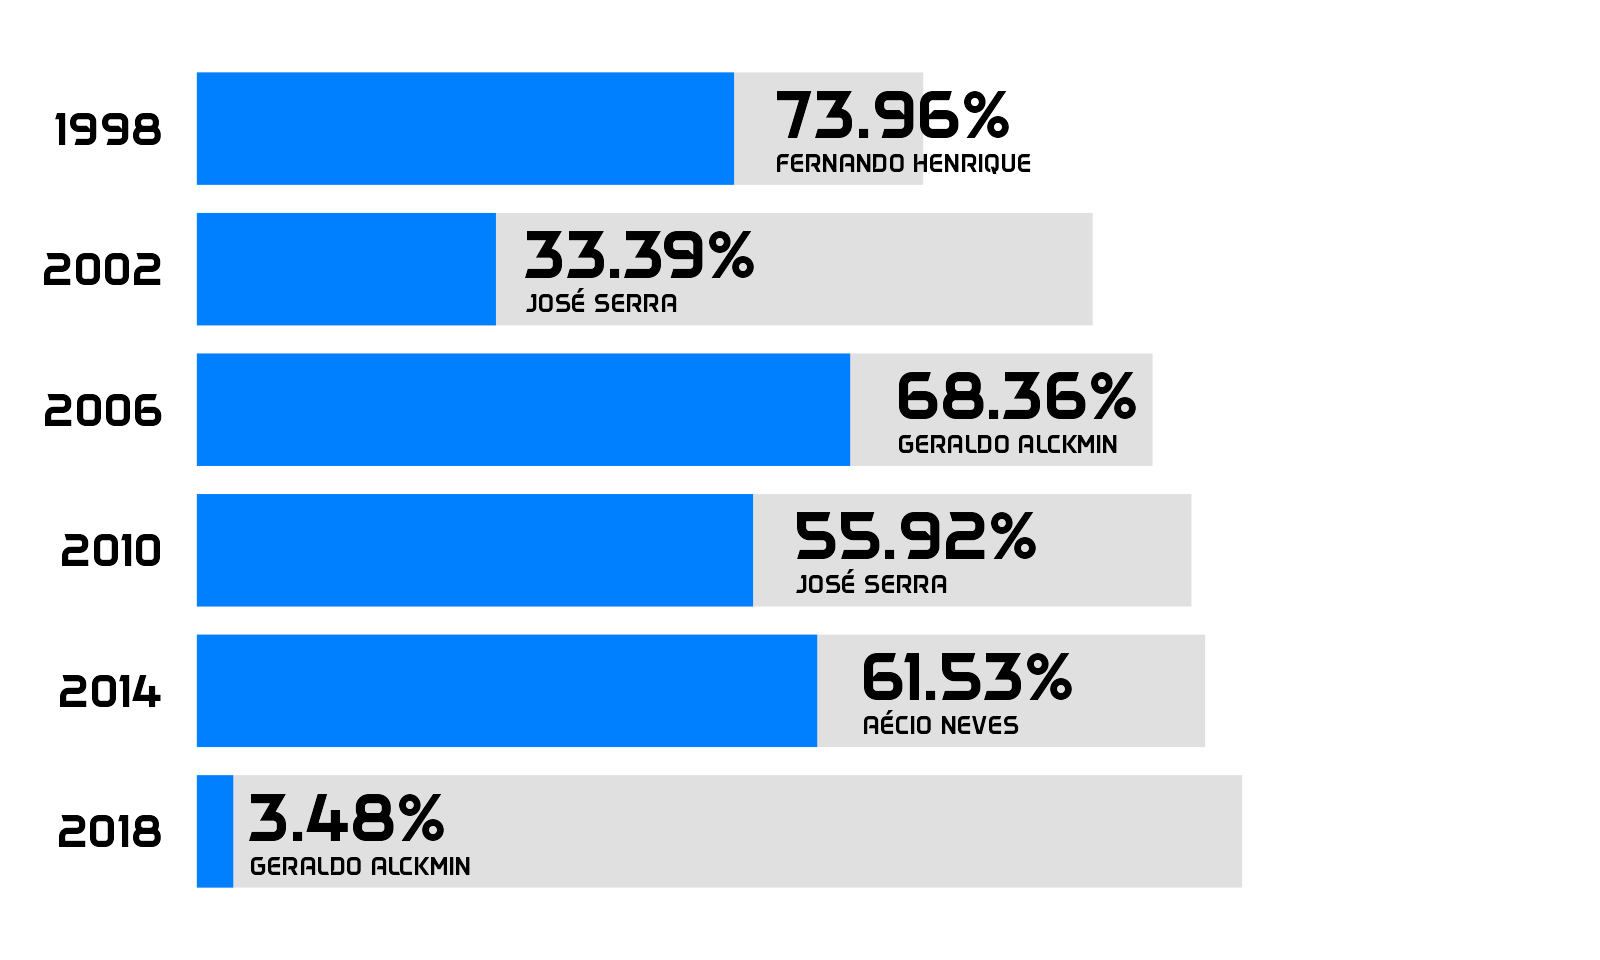 1998
73.96%
FERNANDO HENRIQUE
2002
33.39%
JOSÉ SERRA
2006
68.36%
GERALDO ALCKMIN
2010
55.92%
JOSÉ SERRA
2014
61.53%
AÉCIO NEVES
2018
3.48%
GERALDO ALCKMIN